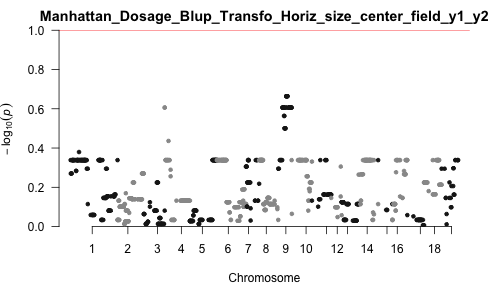 Manhattan_Dosage_Blup_Transfo_Horiz_size_center_field_y1_y2
1.0
0.8
0.6
0.4
0.2
0.0
− log10(p)
1 2 3 4 5 6 7 8 9 10 12 14 16 18
Chromosome